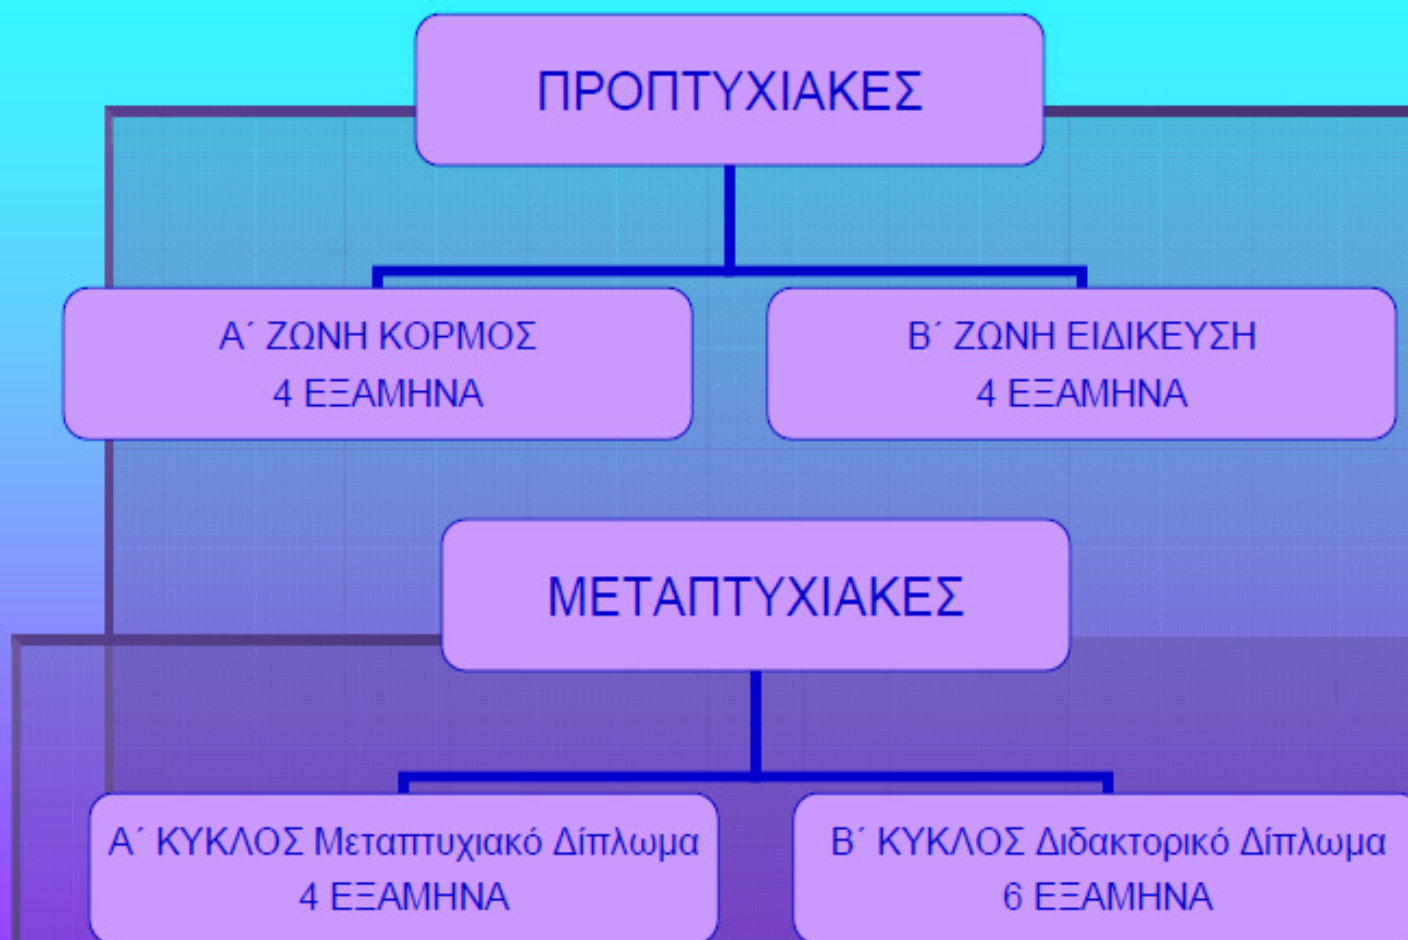 ΠΡΟΠΤΥΧΙΑΚΕΣ
Α΄ ΖΩΝΗ ΚΟΡΜΟΣ
4 ΕΞΑΜΗΝΑ
Β΄ ΖΩΝΗ ΕΙΔΙΚΕΥΣΗ
4 ΕΞΑΜΗΝΑ
ΜΕΤΑΠΤΥΧΙΑΚΕΣ
Α΄ ΚΥΚΛΟΣ Μεταπτυχιακό Δίπλωμα
4 ΕΞΑΜΗΝΑ
Β΄ ΚΥΚΛΟΣ Διδακτορικό Δίπλωμα
6 ΕΞΑΜΗΝΑ